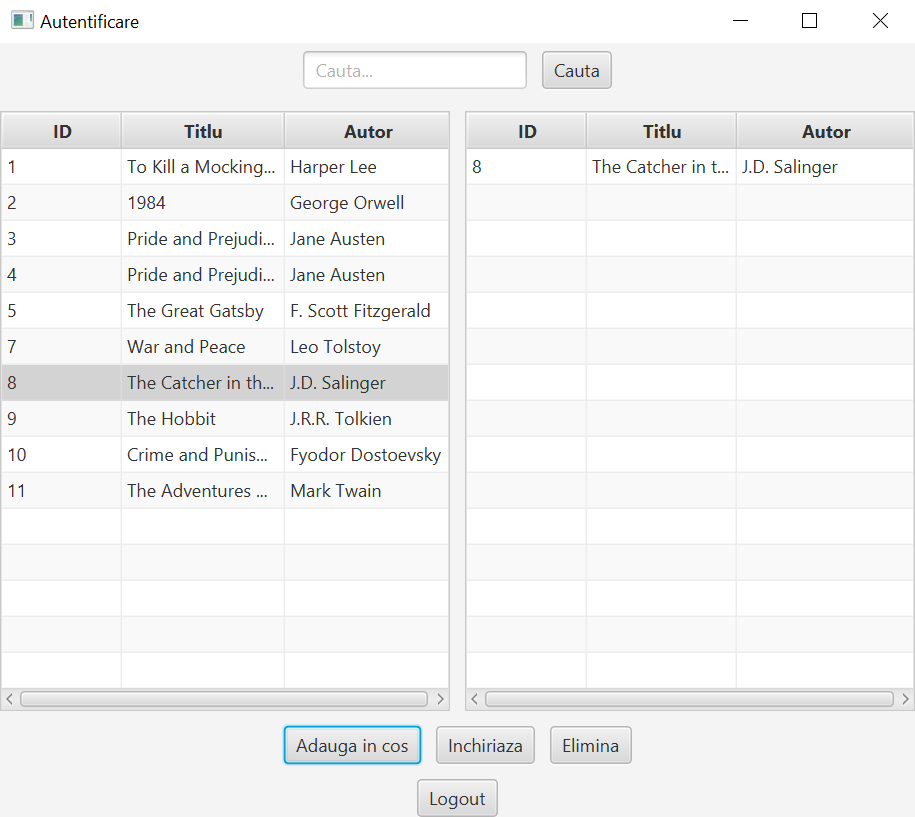 Autentificare
Cauta... Cauta
ID Titlu Autor
1 To Kill a Mocking... Harper Lee
2 1984 George Orwell
3 Pride and Prejudi... Jane Austen
4 Pride and Prejudi... Jane Austen
5 The Great Gatsby F. Scott Fitzgerald
7 War and Peace Leo Tolstoy
8 The Catcher in th... J.D. Salinger
9 The Hobbit J.R.R. Tolkien
10 Crime and Punis... Fyodor Dostoevsky
11 The Adventures ... Mark Twain
ID Titlu Autor
8 The Catcher in t... J.D. Salinger
Adauga in cos Inchiriaza Elimina
Logout